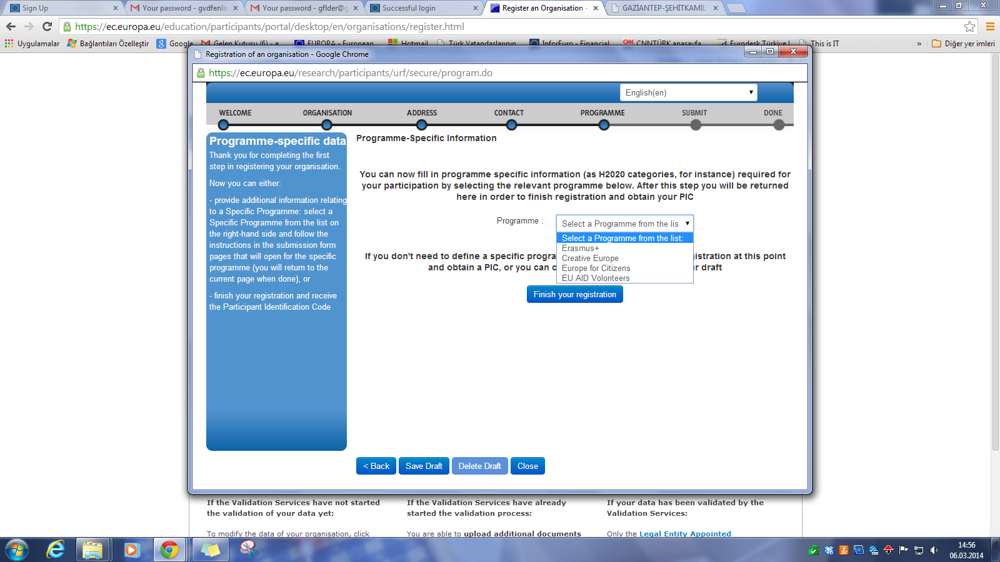 Sign Up
Your password - gvdfenlis
Your password - gflder@g
Successful login
Register an Organisation -
GAZİANTEP-ŞEHİTKAMİL
https://ec.europa.eu/education/participants/portal/desktop/en/organisations/register.html
Uygulamalar
Bağlantıları Özelleştir
Google
Gelen Kutusu (6) - e
EUROPA - European
Hotmail
Türk Vatandaşlarının
InforEuro - Financial
CNNTÜRK anasayfa
Eurodesk Türkiye
This is IT
»
Diğer yer imleri
Registration of an organisation - Google Chrome
https://ec.europa.eu/research/participants/urf/secure/program.do
English(en)
WELCOME
ORGANISATION
ADDRESS
CONTACT
PROGRAMME
SUBMIT
DONE
Programme-specific data
Thank you for completing the first
step in registering your organisation.
Now you can either:
- provide additional information relating
to a Specific Programme: select a
Specific Programme from the list on
the right-hand side and follow the
instructions in the submission form
pages that will open for the specific
programme (you will return to the
current page when done), or
- finish your registration and receive
the Participant Identification Code
Programme-Specific Information
You can now fill in programme specific information (as H2020 categories, for instance) required for
your participation by selecting the relevant programme below. After this step you will be returned
here in order to finish registration and obtain your PIC
Programme :
Select a Programme from the lis
Select a Programme from the list:
Erasmus+
Creative Europe
Europe for Citizens
EU AID Volonteers
If you don't need to define a specific progra
gistration at this point
and obtain a PIC, or you can c
r draft
Finish your registration
< Back
Save Draft
Delete Draft
Close
If the Validation Services have not started
the validation of your data yet:
To modify the data of your organisation, click
If the Validation Services have already
started the validation process:
You are able to upload additional documents
If your data has been validated by the
Validation Services:
Only the Legal Entity Appointed
14:56
06.03.2014